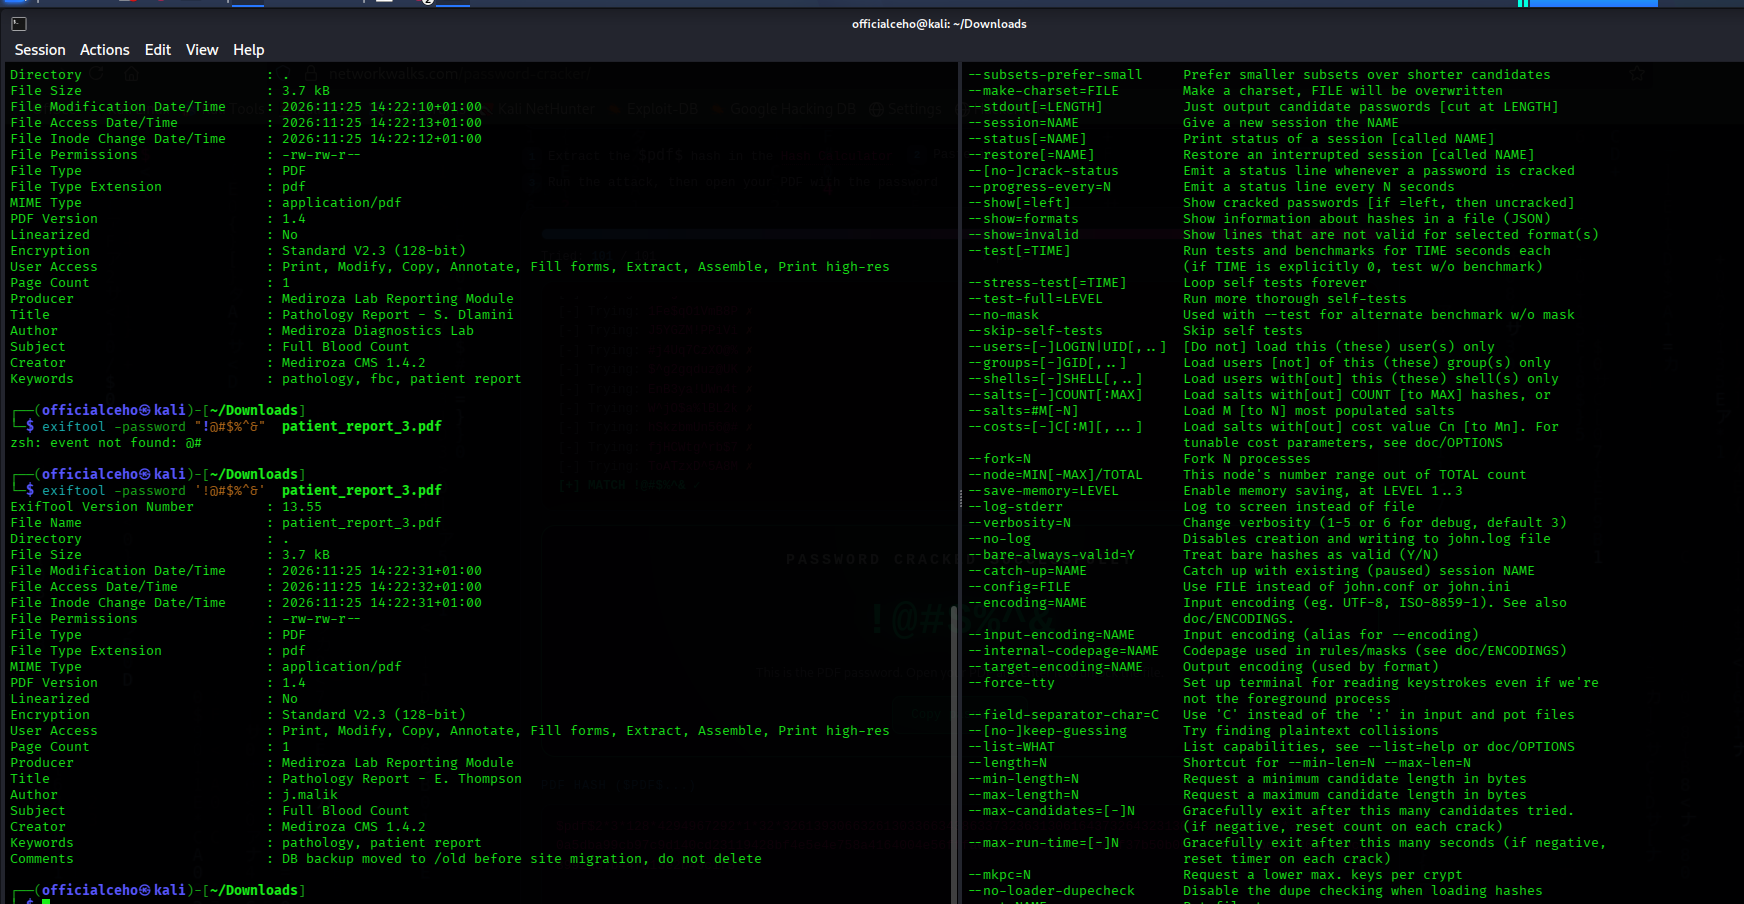 officialceho@kali: ~/Downloads
Session Actions Edit View Help
Directory : .
File Size : 3.7 kB
File Modification Date/Time : 2026:11:25 14:22:10+01:00
File Access Date/Time : 2026:11:25 14:22:13+01:00
File Inode Change Date/Time : 2026:11:25 14:22:12+01:00
File Permissions : -rw-rw-r--
File Type : PDF
File Type Extension : pdf
MIME Type : application/pdf
PDF Version : 1.4
Linearized : No
Encryption : Standard V2.3 (128-bit)
User Access : Print, Modify, Copy, Annotate, Fill forms, Extract, Assemble, Print high-res
Page Count : 1
Producer : Mediroza Lab Reporting Module
Title : Pathology Report - S. Dlamini
Author : Mediroza Diagnostics Lab
Subject : Full Blood Count
Creator : Mediroza CMS 1.4.2
Keywords : pathology, fbc, patient report
┌──(officialceho㉿kali)-[~/Downloads]
└─$ exiftool -password "!@#$%^&" patient_report_3.pdf
zsh: event not found: @#
┌──(officialceho㉿kali)-[~/Downloads]
└─$ exiftool -password '!@#$%^&' patient_report_3.pdf
ExifTool Version Number : 13.55
File Name : patient_report_3.pdf
Directory : .
File Size : 3.7 kB
File Modification Date/Time : 2026:11:25 14:22:31+01:00
File Access Date/Time : 2026:11:25 14:22:32+01:00
File Inode Change Date/Time : 2026:11:25 14:22:31+01:00
File Permissions : -rw-rw-r--
File Type : PDF
File Type Extension : pdf
MIME Type : application/pdf
PDF Version : 1.4
Linearized : No
Encryption : Standard V2.3 (128-bit)
User Access : Print, Modify, Copy, Annotate, Fill forms, Extract, Assemble, Print high-res
Page Count : 1
Producer : Mediroza Lab Reporting Module
Title : Pathology Report - E. Thompson
Author : j.malik
Subject : Full Blood Count
Creator : Mediroza CMS 1.4.2
Keywords : pathology, patient report
Comments : DB backup moved to /old before site migration, do not delete
┌──(officialceho㉿kali)-[~/Downloads]
└─$
--subsets-prefer-small Prefer smaller subsets over shorter candidates
--make-charset=FILE Make a charset, FILE will be overwritten
--stdout[=LENGTH] Just output candidate passwords [cut at LENGTH]
--session=NAME Give a new session the NAME
--status[=NAME] Print status of a session [called NAME]
--restore[=NAME] Restore an interrupted session [called NAME]
--[no-]crack-status Emit a status line whenever a password is cracked
--progress-every=N Emit a status line every N seconds
--show[=left] Show cracked passwords [if =left, then uncracked]
--show=formats Show information about hashes in a file (JSON)
--show=invalid Show lines that are not valid for selected format(s)
--test[=TIME] Run tests and benchmarks for TIME seconds each
(if TIME is explicitly 0, test w/o benchmark)
--stress-test[=TIME] Loop self tests forever
--test-full=LEVEL Run more thorough self-tests
--no-mask Used with --test for alternate benchmark w/o mask
--skip-self-tests Skip self tests
--users=[-]LOGIN|UID[,..] [Do not] load this (these) user(s) only
--groups=[-]GID[,..] Load users [not] of this (these) group(s) only
--shells=[-]SHELL[,..] Load users with[out] this (these) shell(s) only
--salts=[-]COUNT[:MAX] Load salts with[out] COUNT [to MAX] hashes, or
--salts=#M[-N] Load M [to N] most populated salts
--costs=[-]C[:M][,...] Load salts with[out] cost value Cn [to Mn]. For
tunable cost parameters, see doc/OPTIONS
--fork=N Fork N processes
--node=MIN[-MAX]/TOTAL This node's number range out of TOTAL count
--save-memory=LEVEL Enable memory saving, at LEVEL 1..3
--log-stderr Log to screen instead of file
--verbosity=N Change verbosity (1-5 or 6 for debug, default 3)
--no-log Disables creation and writing to john.log file
--bare-always-valid=Y Treat bare hashes as valid (Y/N)
--catch-up=NAME Catch up with existing (paused) session NAME
--config=FILE Use FILE instead of john.conf or john.ini
--encoding=NAME Input encoding (eg. UTF-8, ISO-8859-1). See also
doc/ENCODINGS.
--input-encoding=NAME Input encoding (alias for --encoding)
--internal-codepage=NAME Codepage used in rules/masks (see doc/ENCODINGS)
--target-encoding=NAME Output encoding (used by format)
--force-tty Set up terminal for reading keystrokes even if we're
not the foreground process
--field-separator-char=C Use 'C' instead of the ':' in input and pot files
--[no-]keep-guessing Try finding plaintext collisions
--list=WHAT List capabilities, see --list=help or doc/OPTIONS
--length=N Shortcut for --min-len=N --max-len=N
--min-length=N Request a minimum candidate length in bytes
--max-length=N Request a maximum candidate length in bytes
--max-candidates=[-]N Gracefully exit after this many candidates tried.
(if negative, reset count on each crack)
--max-run-time=[-]N Gracefully exit after this many seconds (if negative,
reset timer on each crack)
--mkpc=N Request a lower max. keys per crypt
--no-loader-dupecheck Disable the dupe checking when loading hashes